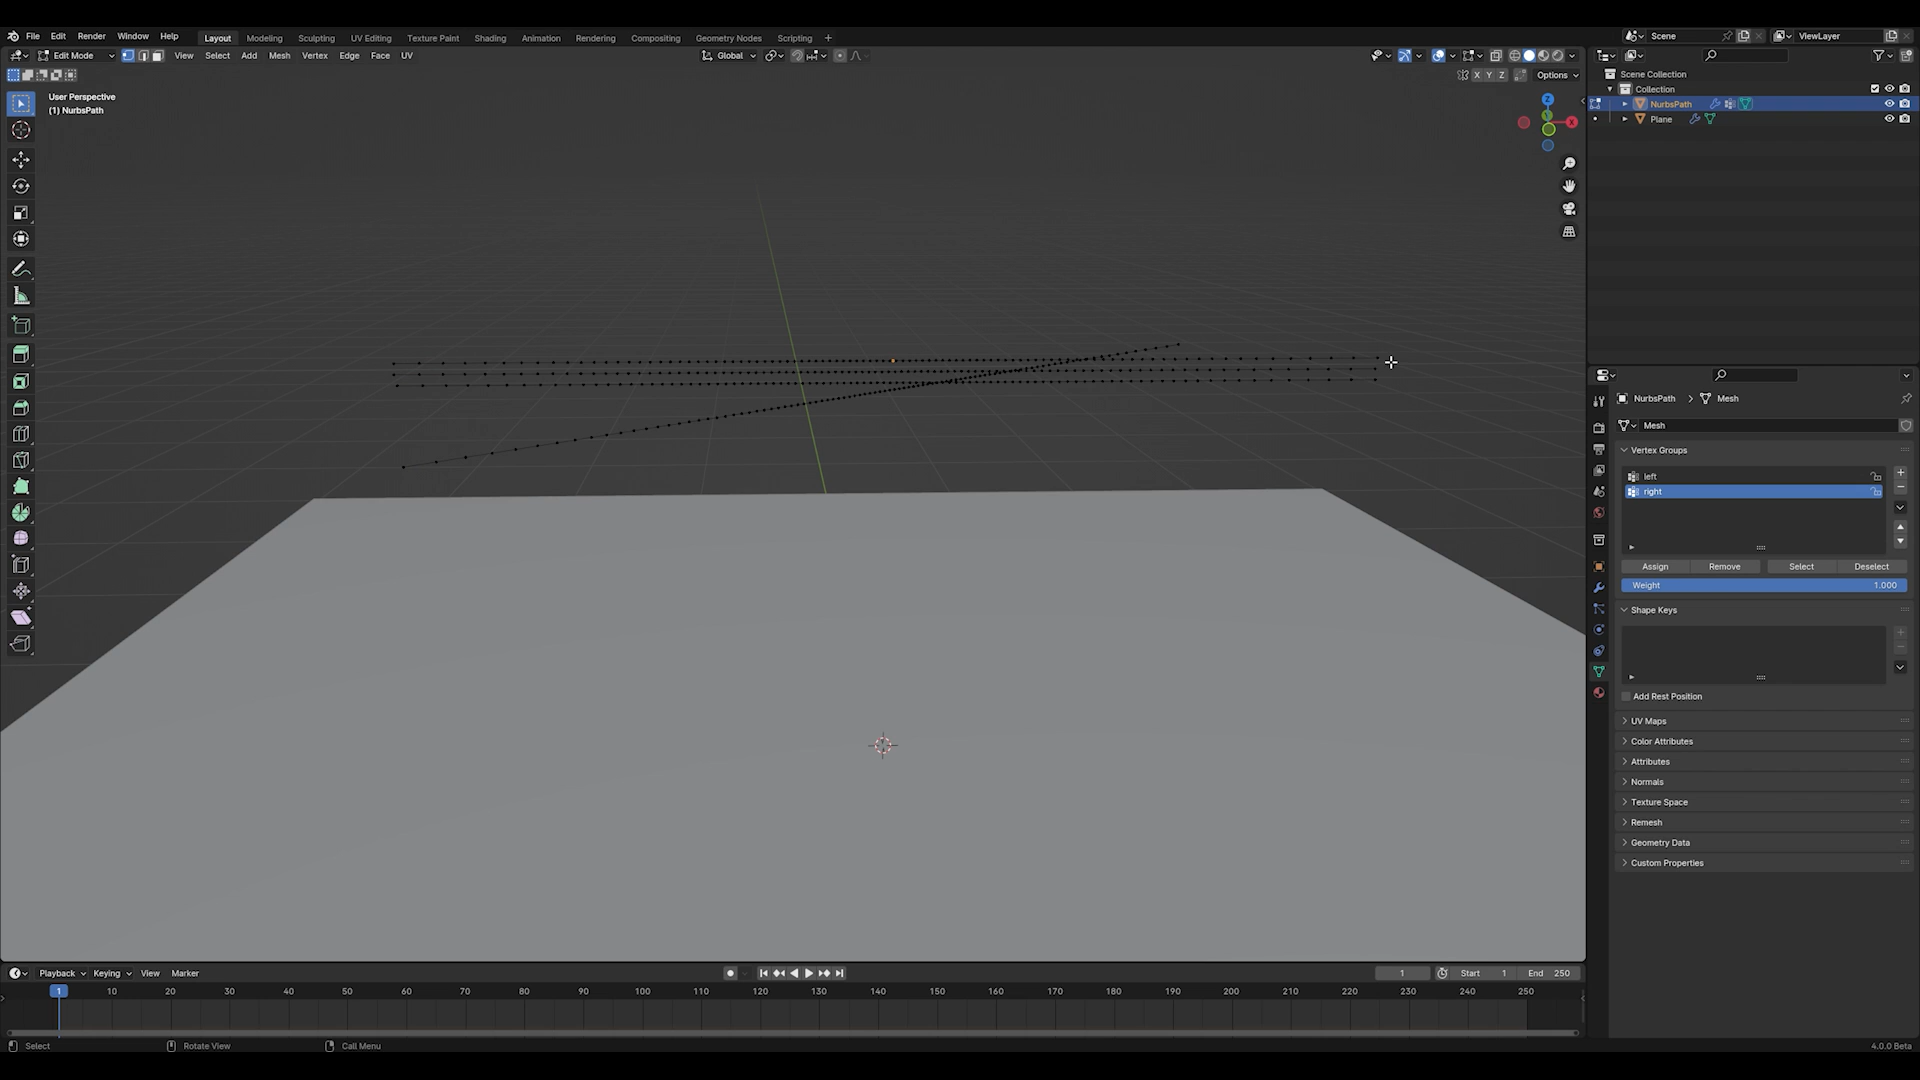 File Edit Render Window Help Layout Modeling Sculpting UV Editing Texture Paint Shading Animation Rendering Compositing Geometry Nodes Scripting + Scene ViewLayer
Edit Mode View Select Add Mesh Vertex Edge Face UV Global
X Y Z Options
User Perspective
(1) NurbsPath
Z
X
Scene Collection
Collection
NurbsPath
Plane
NurbsPath > Mesh
Mesh
Vertex Groups
left
right
Assign Remove Select Deselect
Weight 1.000
Shape Keys
Add Rest Position
UV Maps
Color Attributes
Attributes
Normals
Texture Space
Remesh
Geometry Data
Custom Properties
Playback Keying View Marker 1 Start 1 End 250
1 10 20 30 40 50 60 70 80 90 100 110 120 130 140 150 160 170 180 190 200 210 220 230 240 250
Select Rotate View Call Menu 4.0.0 Beta